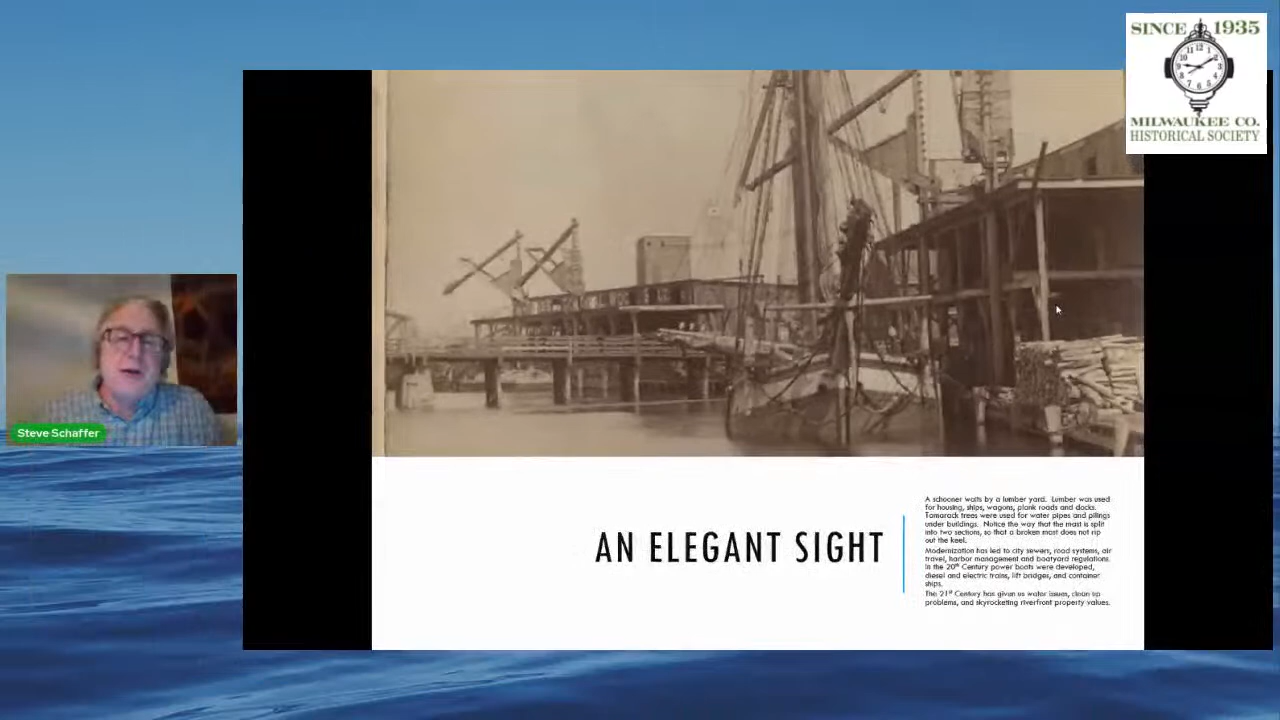 SINCE 1935
MILWAUKEE CO.
HISTORICAL SOCIETY
Steve Schaffer
AN ELEGANT SIGHT
A schooner waits by a lumber yard. Lumber was used
for housing, ships, wagons, plank roads and docks.
Tamarack trees were used for water pipes and pilings
under buildings. Notice the way that the mast is split
into two sections, so that a broken mast does not rip
out the keel.
Modernization has led to city sewers, road systems, air
travel, harbor management and boatyard regulations.
In the 20th Century power boats were developed,
diesel and electric trains, lift bridges, and container
ships.
The 21st Century has given us water issues, clean up
problems, and skyrocketing riverfront property values.